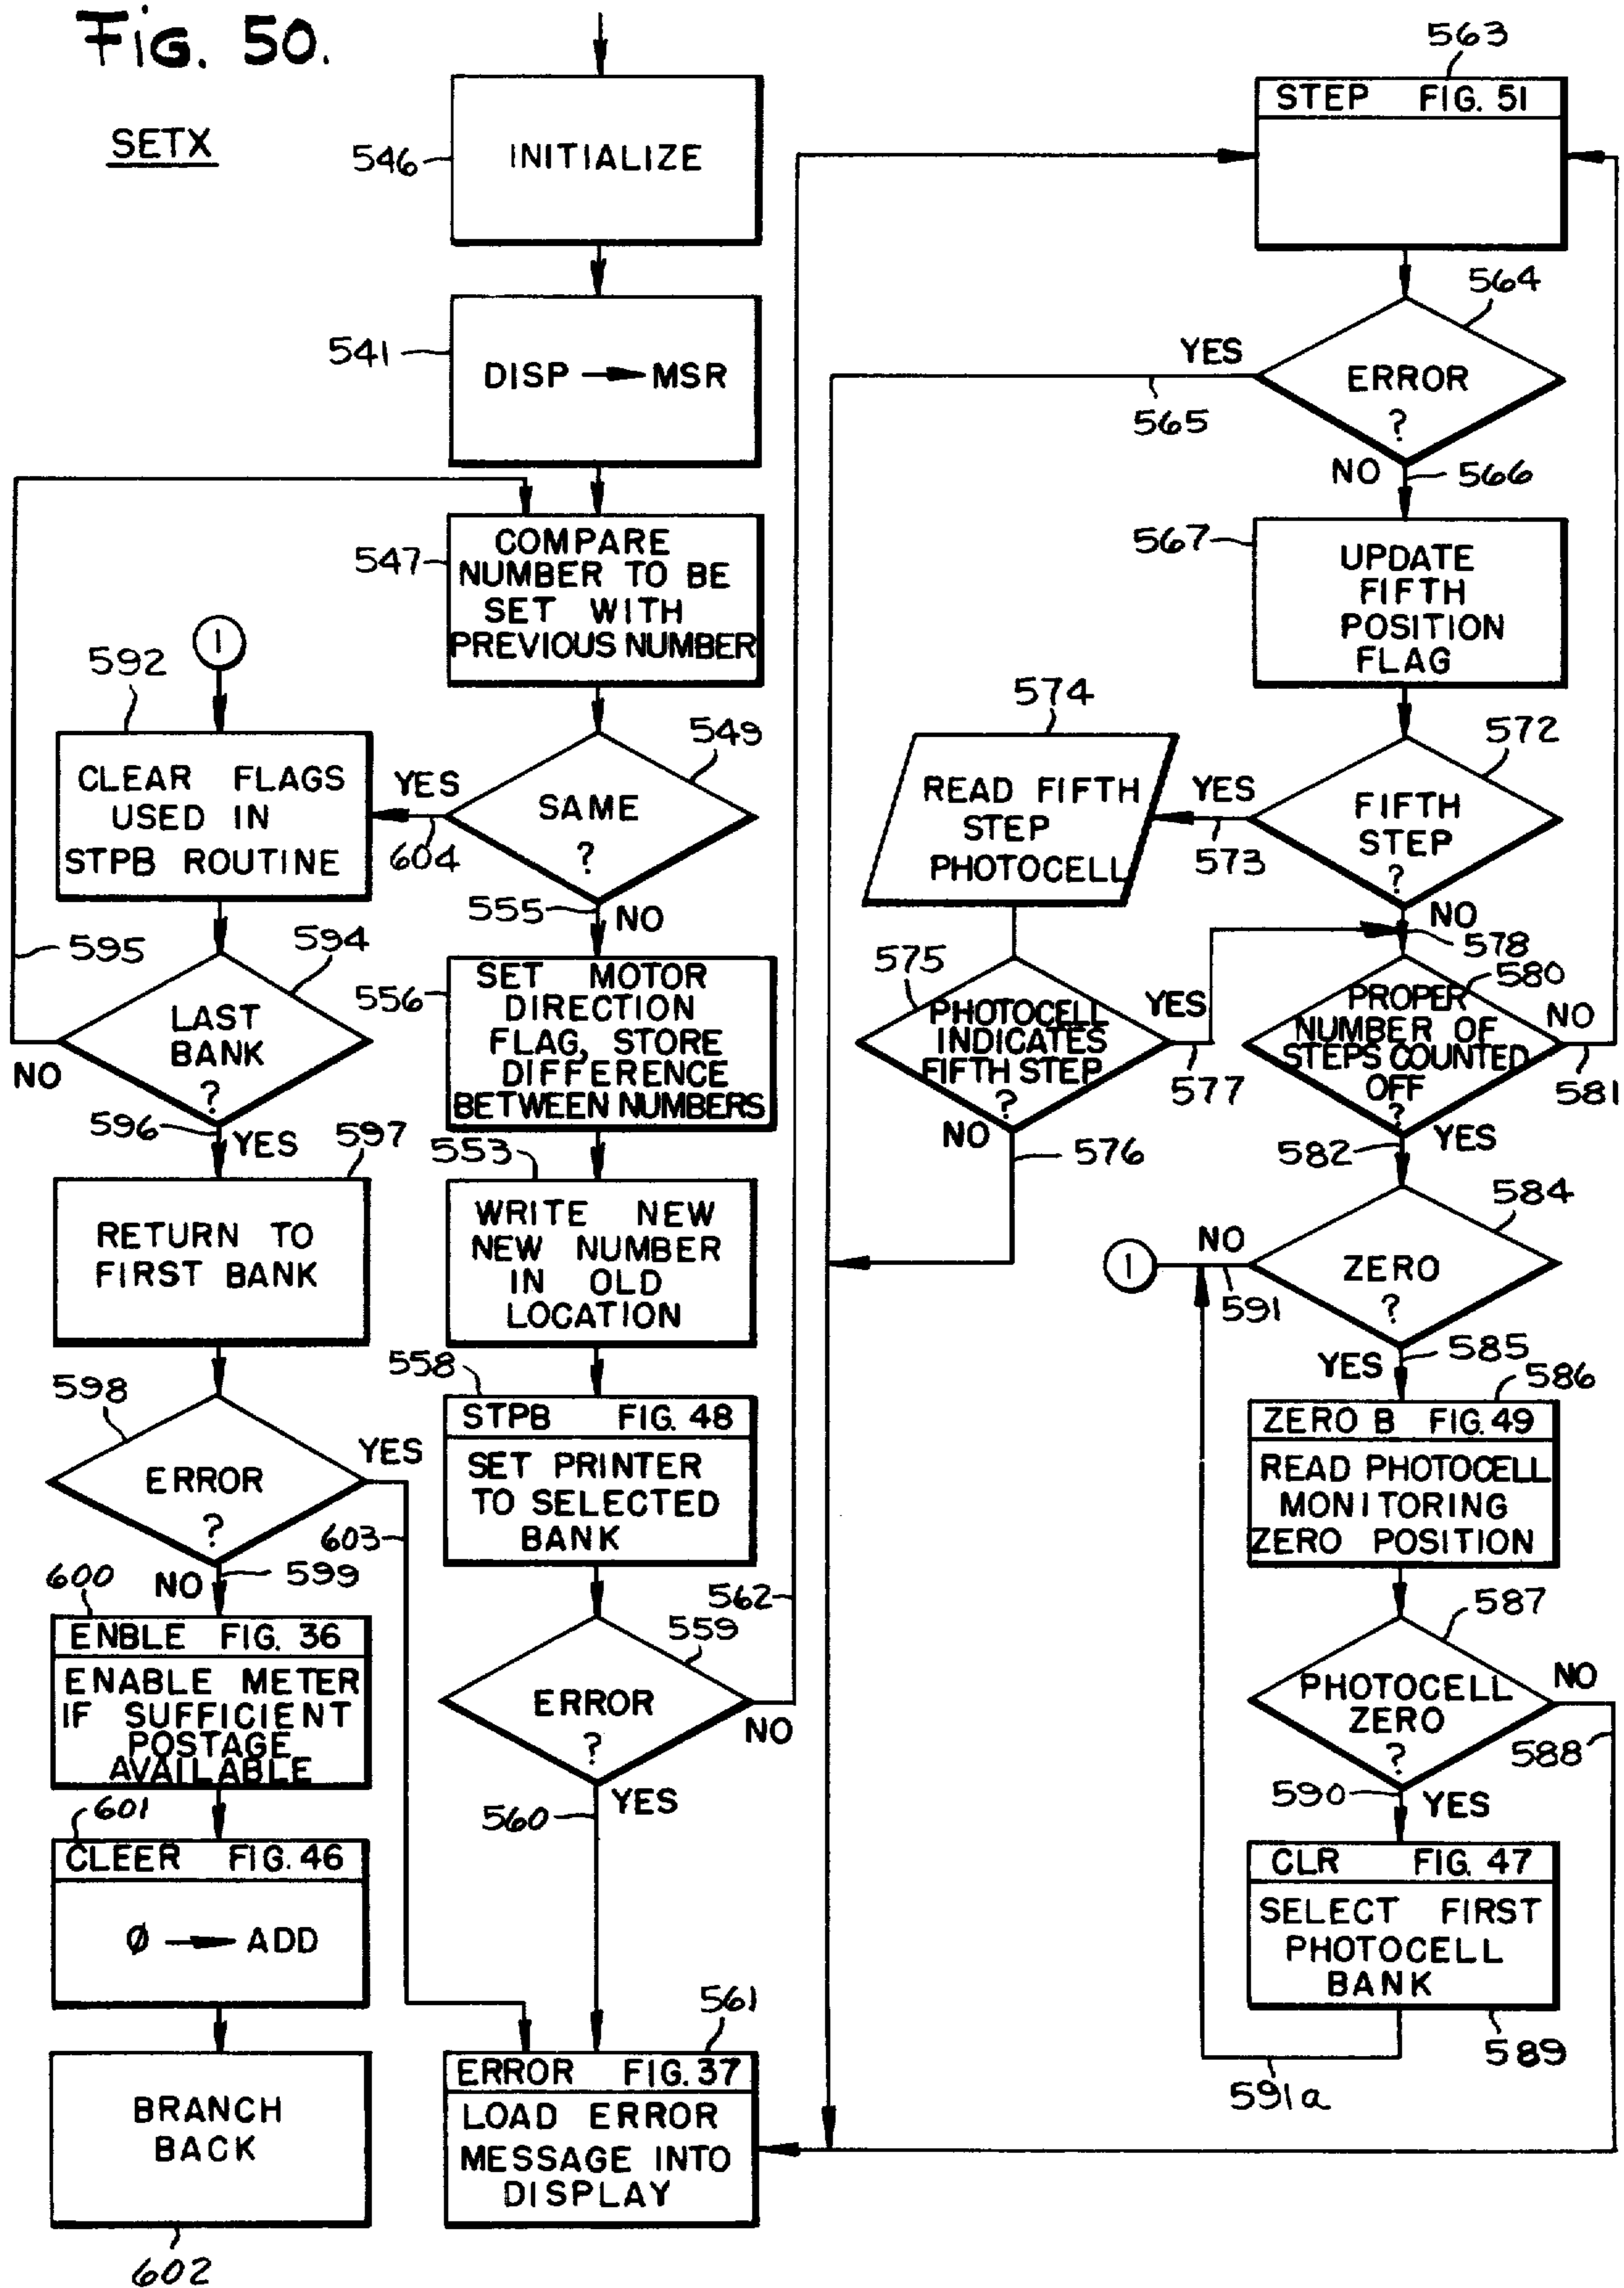 Fig. 50.
SETX
546
INITIALIZE
541
DISP → MSR
547
COMPARE
NUMBER TO BE
SET WITH
PREVIOUS NUMBER
549
SAME
?
YES
604
555
NO
1
592
CLEAR FLAGS
USED IN
STPB ROUTINE
595
594
LAST
BANK
?
NO
596
YES
597
RETURN TO
FIRST BANK
598
ERROR
?
YES
603
NO
599
600
ENBLE FIG. 36
ENABLE METER
IF SUFFICIENT
POSTAGE
AVAILABLE
601
CLEER FIG. 46
Ø → ADD
BRANCH
BACK
602
556
SET MOTOR
DIRECTION
FLAG, STORE
DIFFERENCE
BETWEEN NUMBERS
553
WRITE NEW
NEW NUMBER
IN OLD
LOCATION
558
STPB FIG. 48
SET PRINTER
TO SELECTED
BANK
562
559
ERROR
?
NO
560
YES
561
ERROR FIG. 37
LOAD ERROR
MESSAGE INTO
DISPLAY
563
STEP FIG. 51
564
YES
ERROR
?
565
NO
566
567
UPDATE
FIFTH
POSITION
FLAG
572
FIFTH
STEP
?
YES
573
574
READ FIFTH
STEP
PHOTOCELL
575
PHOTOCELL
INDICATES
FIFTH STEP
?
YES
577
NO
576
NO
578
580
PROPER
NUMBER OF
STEPS COUNTED
OFF
?
NO
581
582
YES
584
ZERO
?
NO
1
591
YES
585
586
ZERO B FIG. 49
READ PHOTOCELL
MONITORING
ZERO POSITION
587
PHOTOCELL
ZERO
?
NO
588
590
YES
CLR FIG. 47
SELECT FIRST
PHOTOCELL
BANK
589
591a